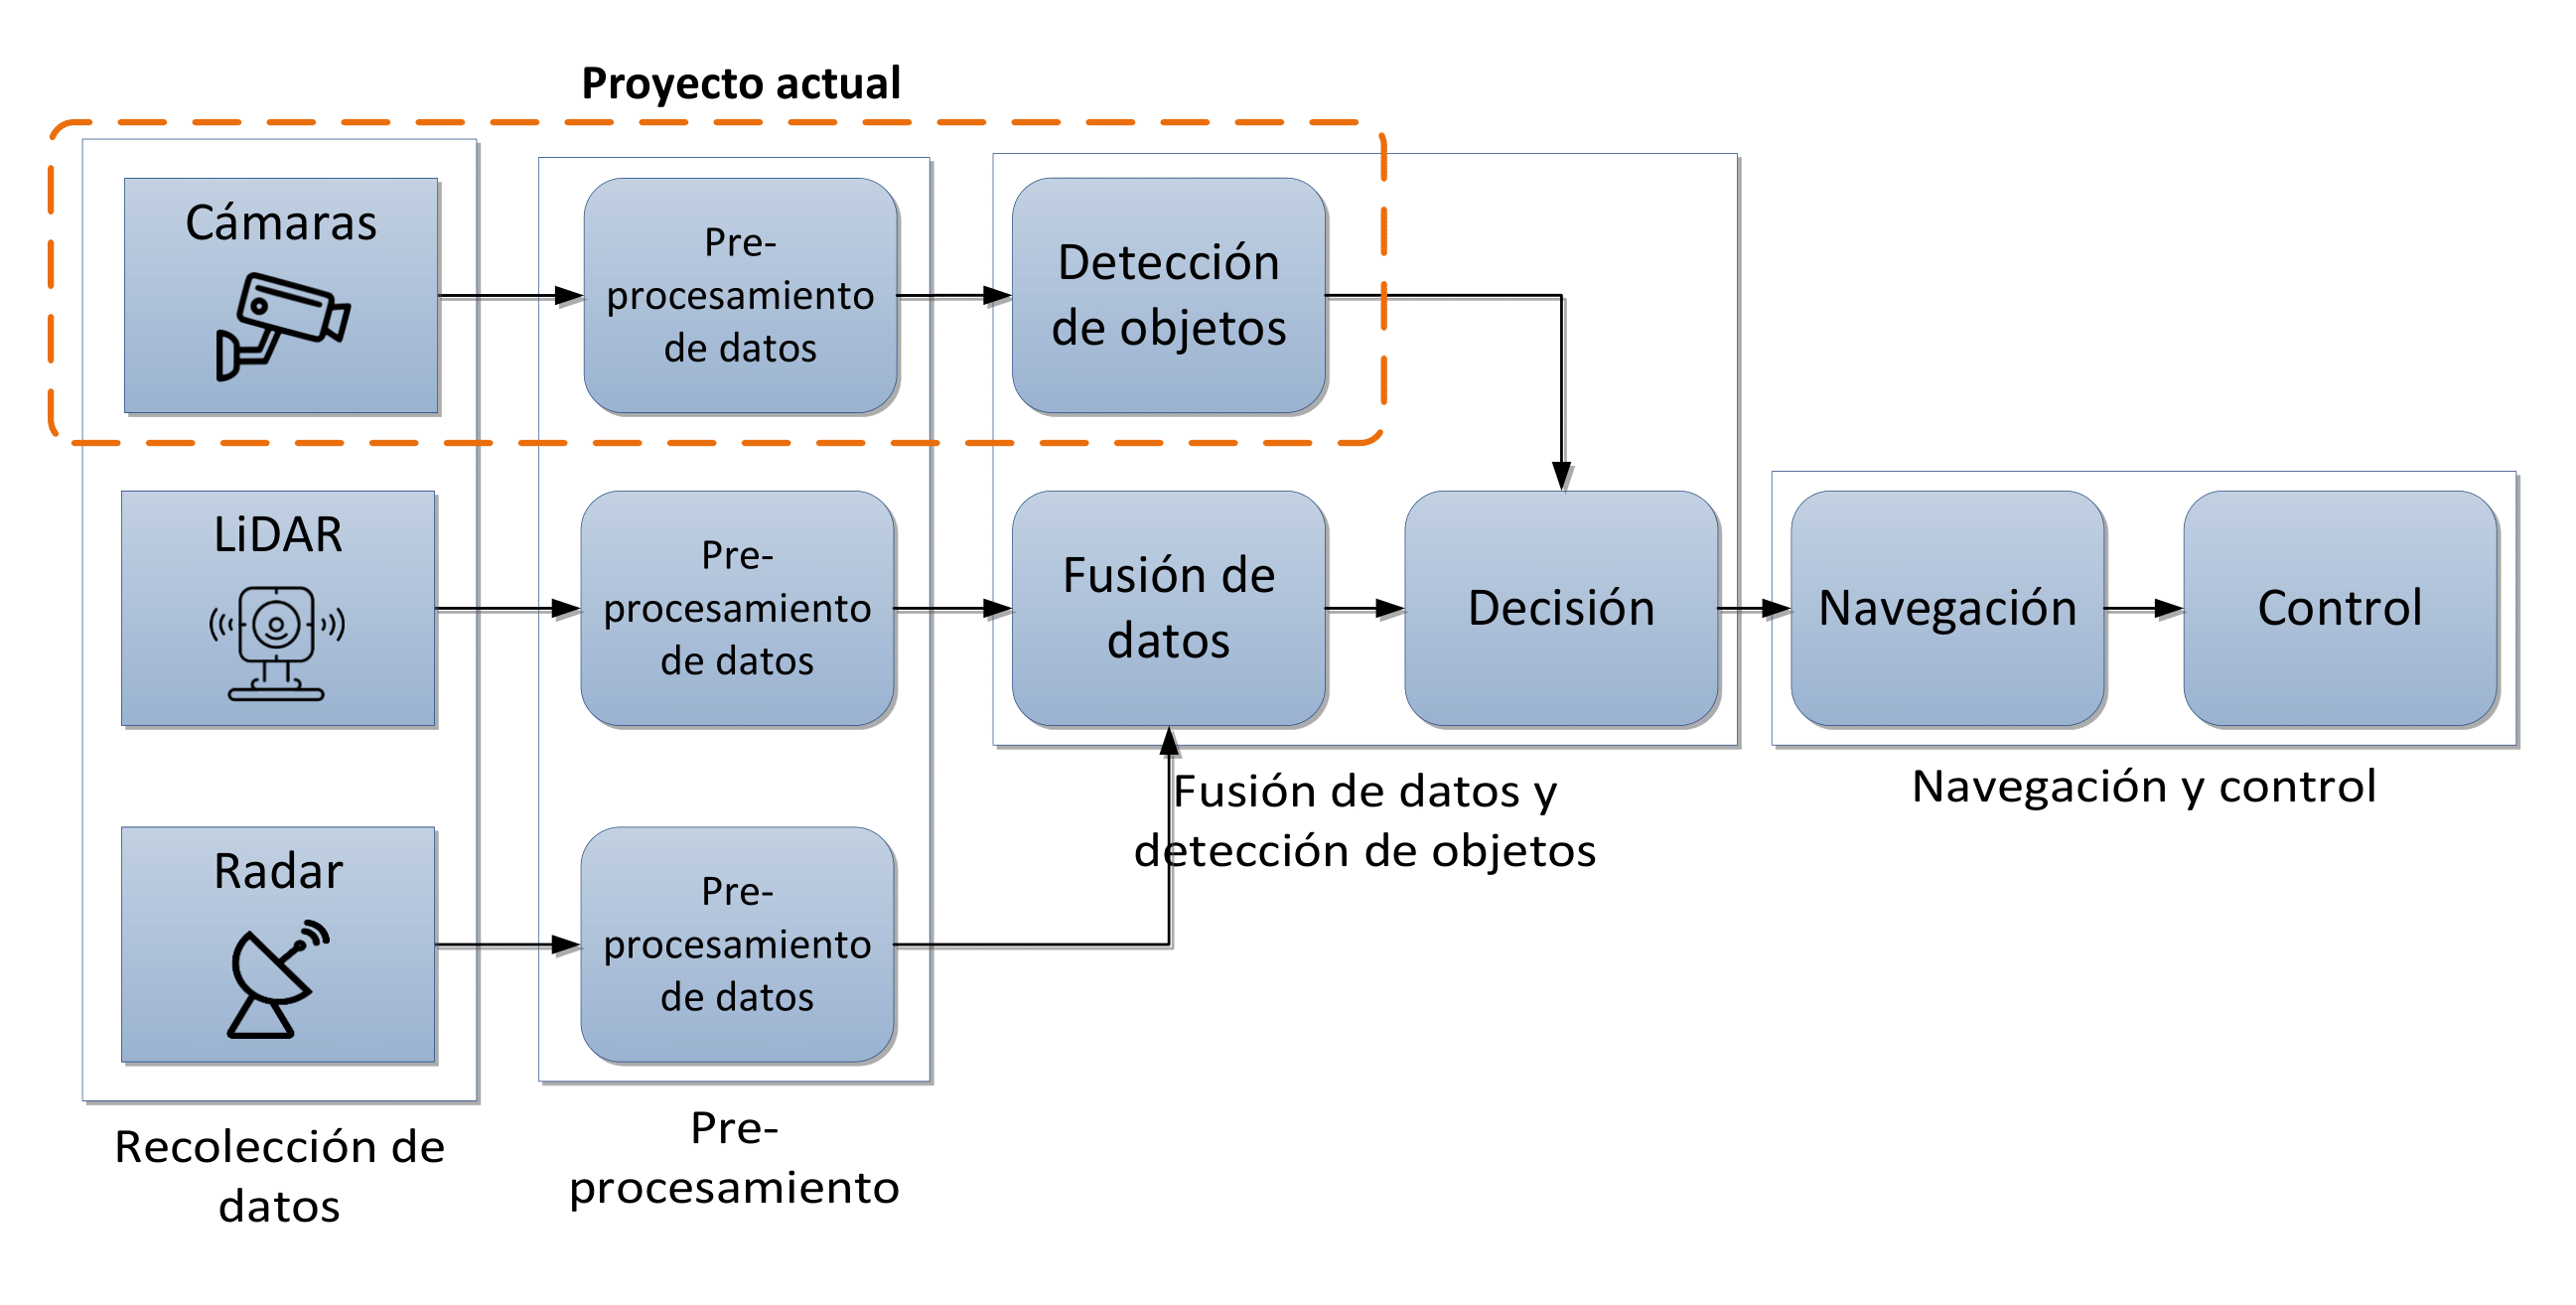 Proyecto actual
Cámaras
Pre-
procesamiento
de datos
Detección
de objetos
LiDAR
Pre-
procesamiento
de datos
Fusión de
datos
Decisión
Navegación
Control
Fusión de datos y
detección de objetos
Navegación y control
Radar
Pre-
procesamiento
de datos
Recolección de
datos
Pre-
procesamiento